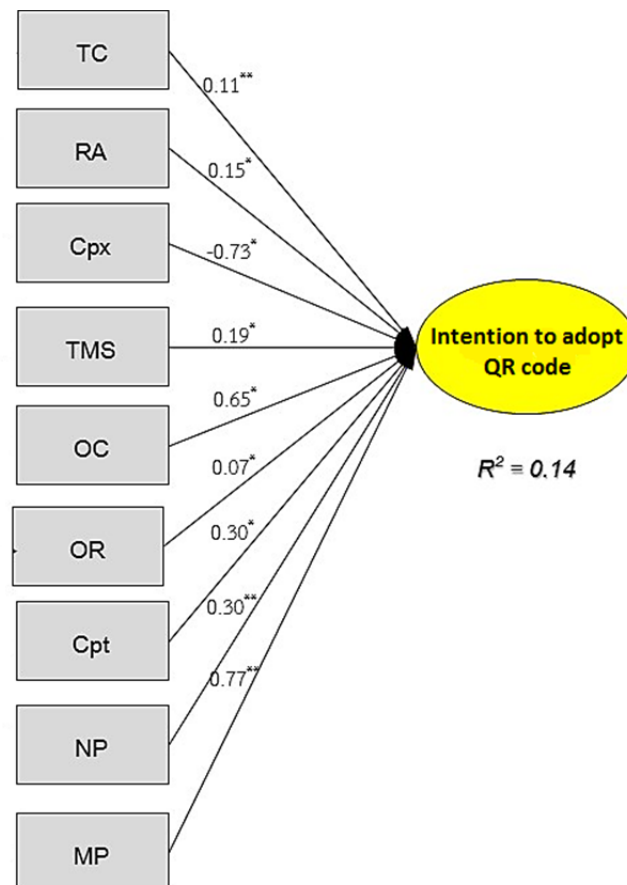 TC
0.11**
RA
0.15*
Cpx
-0.73*
TMS
0.19*
Intention to adopt
QR code
OC
0.65*
R² = 0.14
OR
0.07*
Cpt
0.30*
NP
0.30**
MP
0.77**